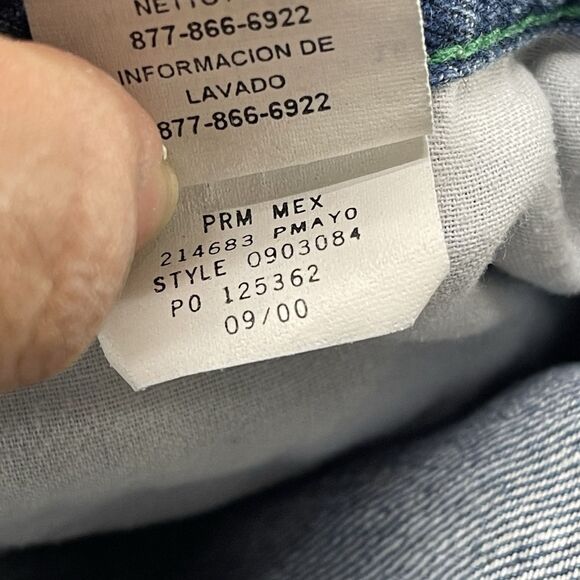 877-866-6922
INFORMACION DE
LAVADO
877-866-6922
PRM MEX
214683 PMAYO
STYLE 0903084
PO 125362
09/00